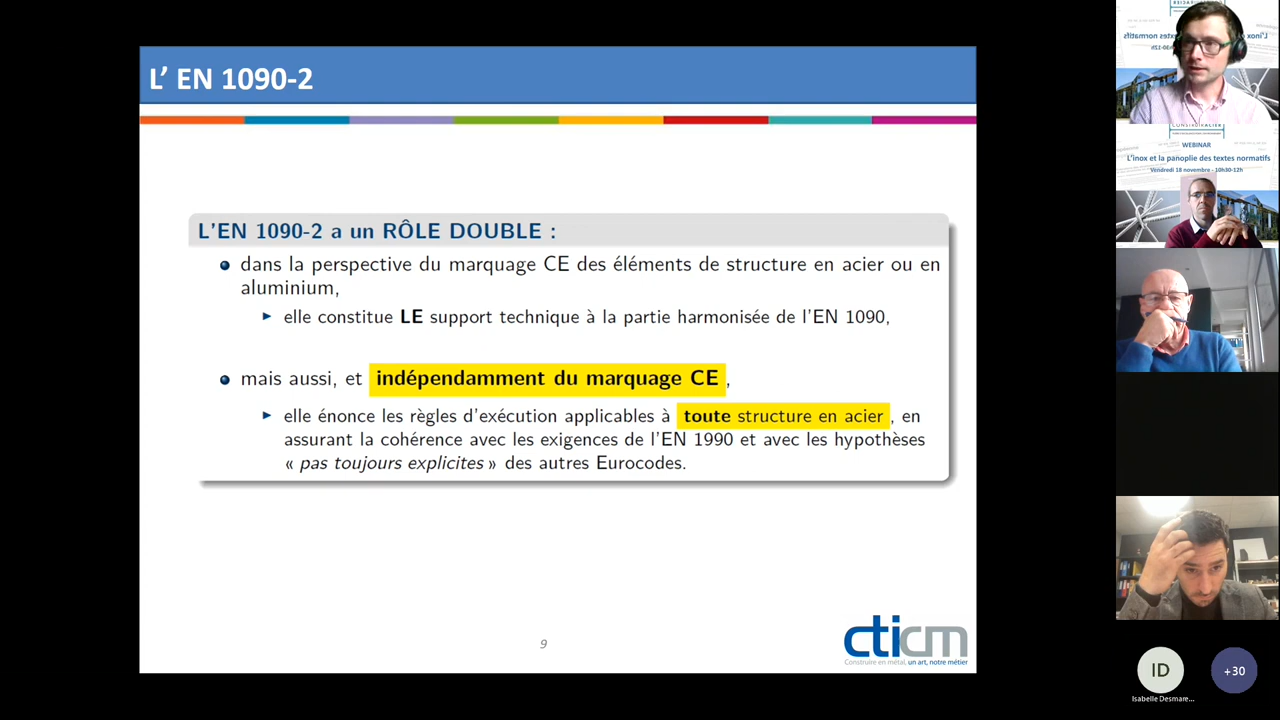 L' EN 1090-2
L'EN 1090-2 a un RÔLE DOUBLE :
dans la perspective du marquage CE des éléments de structure en acier ou en
aluminium,
elle constitue LE support technique à la partie harmonisée de l'EN 1090,
mais aussi, et indépendamment du marquage CE,
elle énonce les règles d'exécution applicables à toute structure en acier, en
assurant la cohérence avec les exigences de l'EN 1990 et avec les hypothèses
« pas toujours explicites » des autres Eurocodes.
9
cticm
Construire en métal, un art, notre métier
WEBINAR
L'inox et la panoplie des textes normatifs
Vendredi 18 novembre - 10h30-12h
ID
+30
Isabelle Desmare...